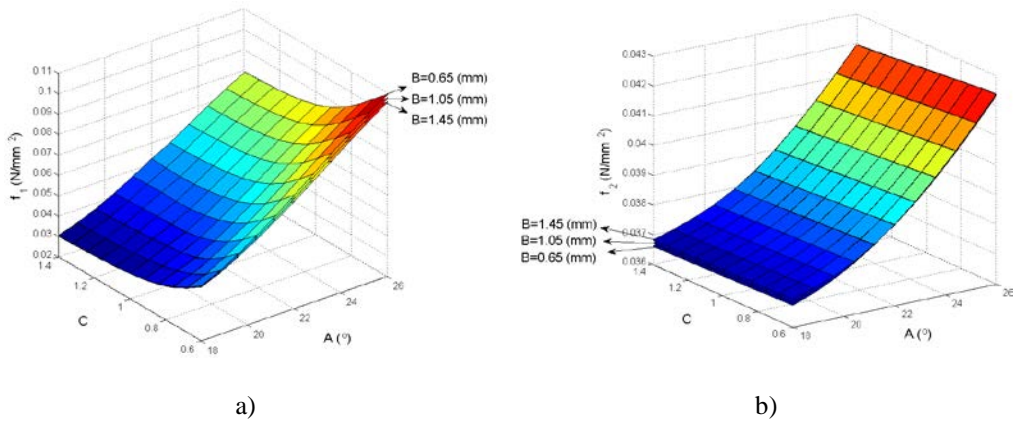 0.11
0.1
0.09
0.08
0.07
0.06
0.05
0.04
0.03
0.02
f1 (N/mm2)
1.4
1.2
1
0.8
0.6
C
18
20
22
24
26
A (º)
B=0.65 (mm)
B=1.05 (mm)
B=1.45 (mm)
a)
0.043
0.042
0.041
0.04
0.039
0.038
0.037
0.036
f2 (N/mm2)
B=1.45 (mm)
B=1.05 (mm)
B=0.65 (mm)
1.4
1.2
1
0.8
0.6
C
18
20
22
24
26
A (º)
b)